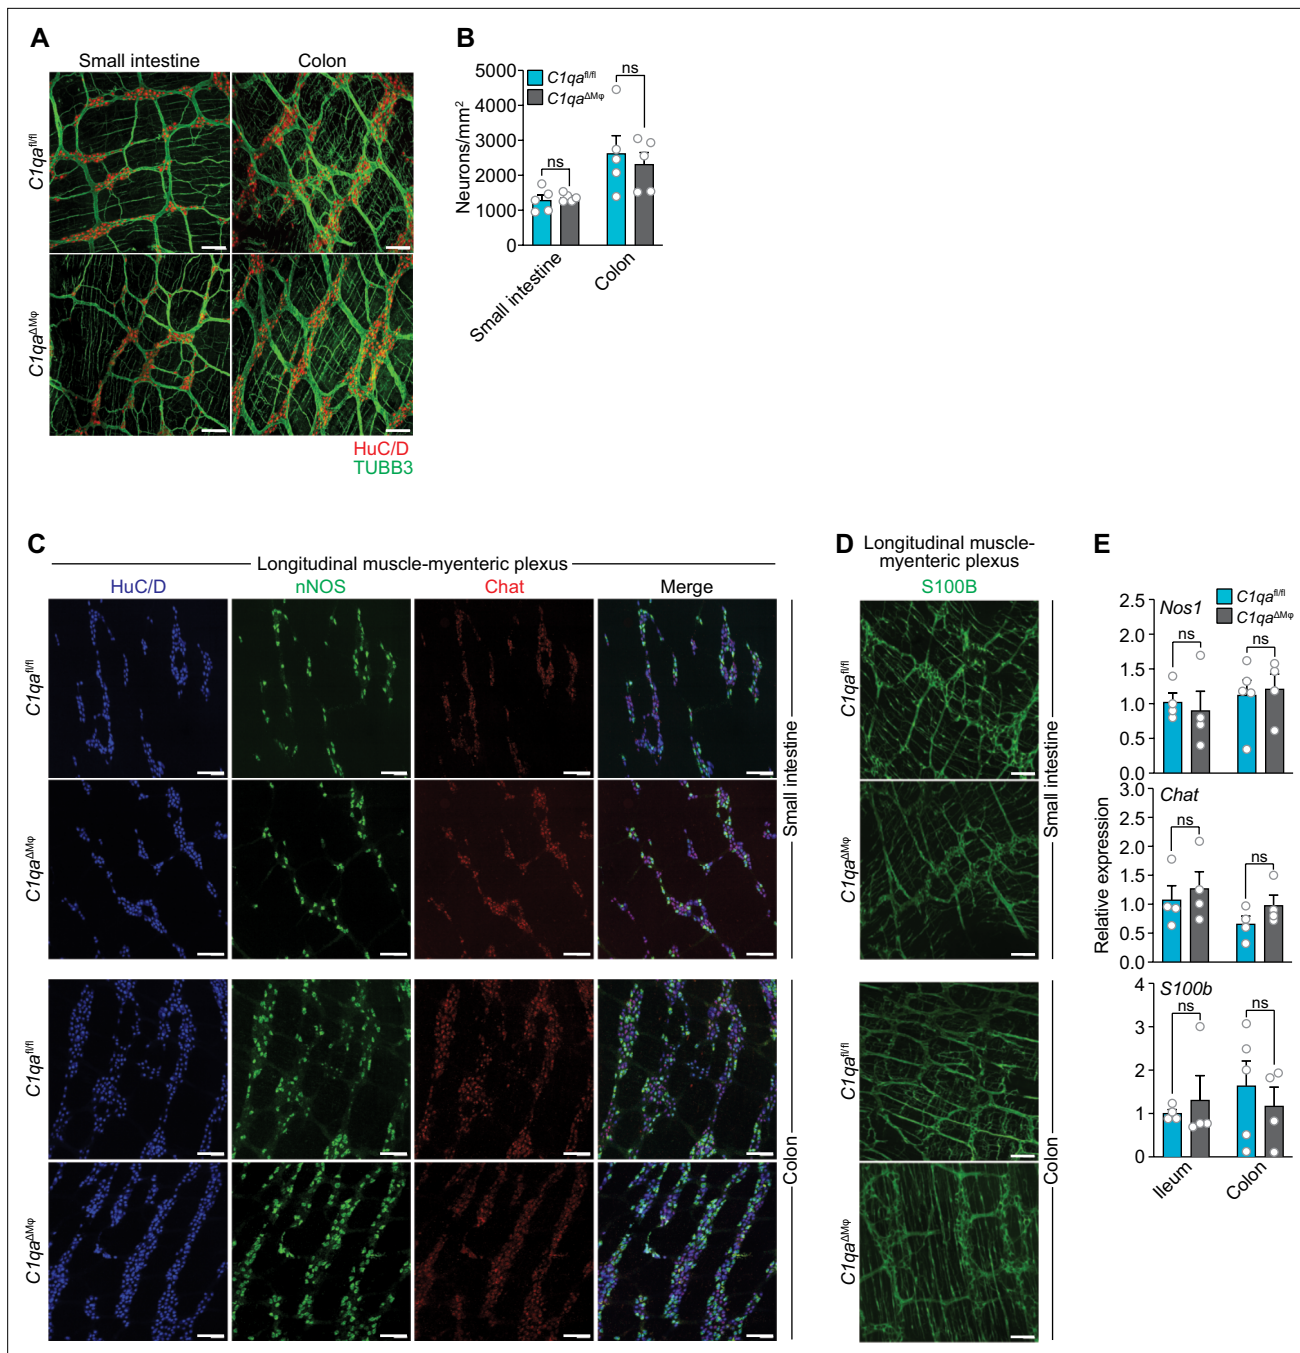 A
Small intestine
Colon
C1qa^fl/fl
C1qa^ΔMφ
HuC/D
TUBB3
B
5000
4000
3000
2000
1000
0
Neurons/mm²
C1qa^fl/fl
C1qa^ΔMφ
ns
ns
Small intestine
Colon
C
Longitudinal muscle-myenteric plexus
HuC/D
nNOS
Chat
Merge
C1qa^fl/fl
C1qa^ΔMφ
Small intestine
C1qa^fl/fl
C1qa^ΔMφ
Colon
D
Longitudinal muscle-
myenteric plexus
S100B
C1qa^fl/fl
C1qa^ΔMφ
Small intestine
C1qa^fl/fl
C1qa^ΔMφ
Colon
E
C1qa^fl/fl
C1qa^ΔMφ
Relative expression
Nos1
2.5
2.0
1.5
1.0
0.5
0.0
ns
ns
Chat
3.0
2.5
2.0
1.5
1.0
0.5
0.0
ns
ns
S100b
4
3
2
1
0
ns
ns
Ileum
Colon